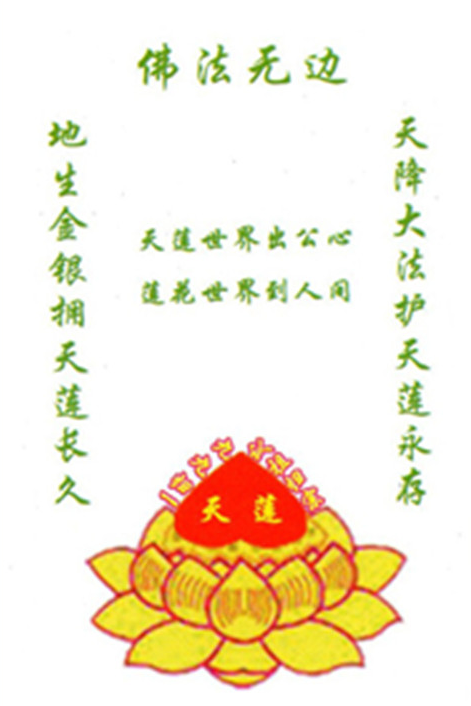 佛法无边
天降大法护天莲永存
地生金银拥天莲长久
天莲世界出公心
莲花世界到人间
天莲